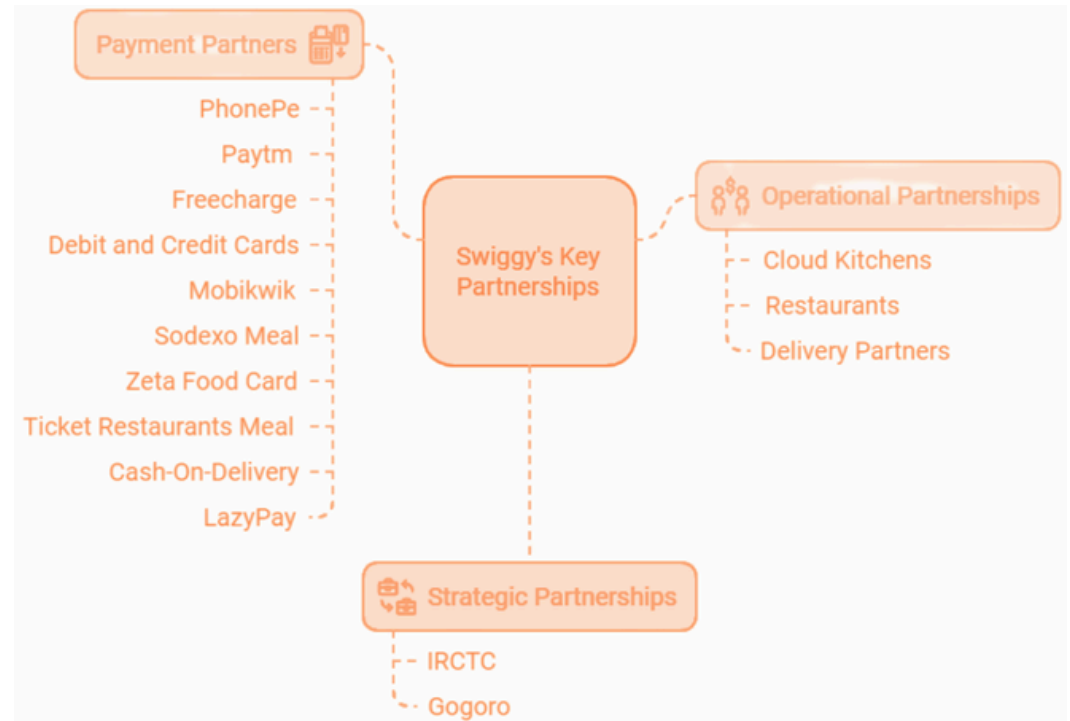 Payment Partners
PhonePe
Paytm
Freecharge
Debit and Credit Cards
Mobikwik
Sodexo Meal
Zeta Food Card
Ticket Restaurants Meal
Cash-On-Delivery
LazyPay
Swiggy's Key
Partnerships
Operational Partnerships
Cloud Kitchens
Restaurants
Delivery Partners
Strategic Partnerships
IRCTC
Gogoro